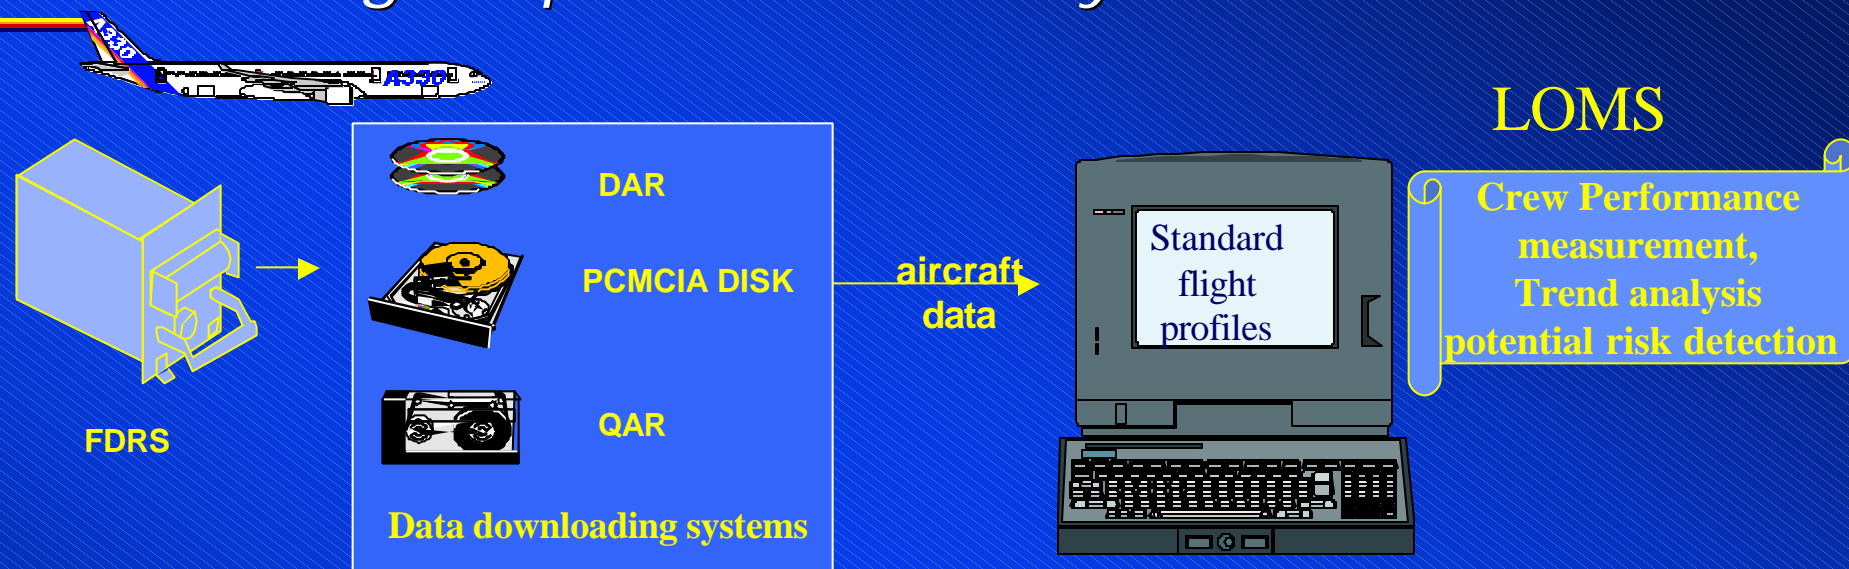 A330
A330
LOMS
FDRS
DAR
PCMCIA DISK
QAR
Data downloading systems
aircraft
data
Standard
flight
profiles
Crew Performance
measurement,
Trend analysis
potential risk detection